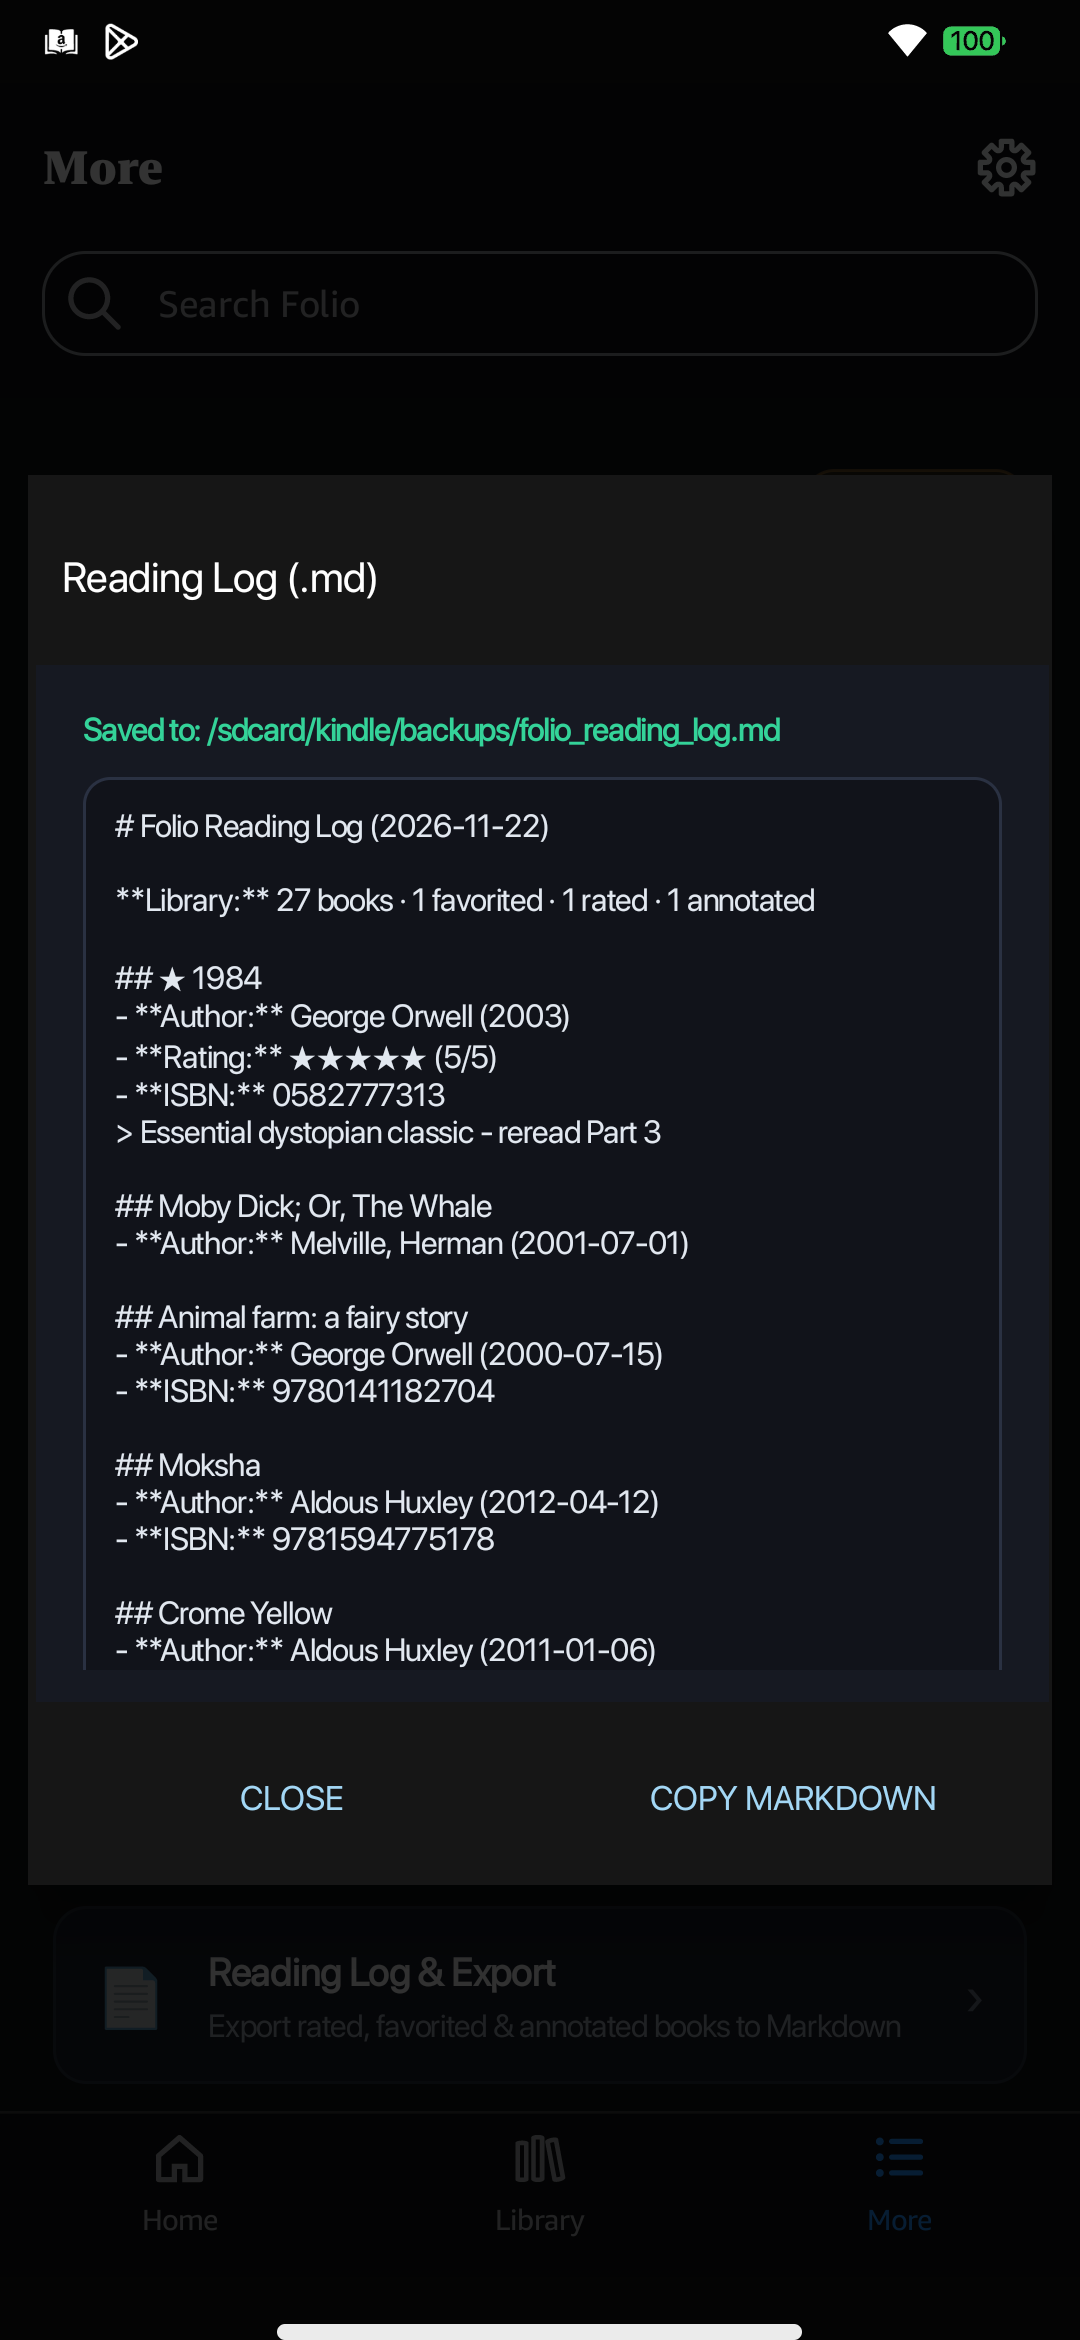 100
More
Search Folio
Reading Log (.md)
Saved to: /sdcard/kindle/backups/folio_reading_log.md
# Folio Reading Log (2026-11-22)
**Library:** 27 books · 1 favorited · 1 rated · 1 annotated
## ★ 1984
- **Author:** George Orwell (2003)
- **Rating:** ★★★★★ (5/5)
- **ISBN:** 0582777313
> Essential dystopian classic - reread Part 3
## Moby Dick; Or, The Whale
- **Author:** Melville, Herman (2001-07-01)
## Animal farm: a fairy story
- **Author:** George Orwell (2000-07-15)
- **ISBN:** 9780141182704
## Moksha
- **Author:** Aldous Huxley (2012-04-12)
- **ISBN:** 9781594775178
## Crome Yellow
- **Author:** Aldous Huxley (2011-01-06)
CLOSE
COPY MARKDOWN
Reading Log & Export
Export rated, favorited & annotated books to Markdown
Home
Library
More